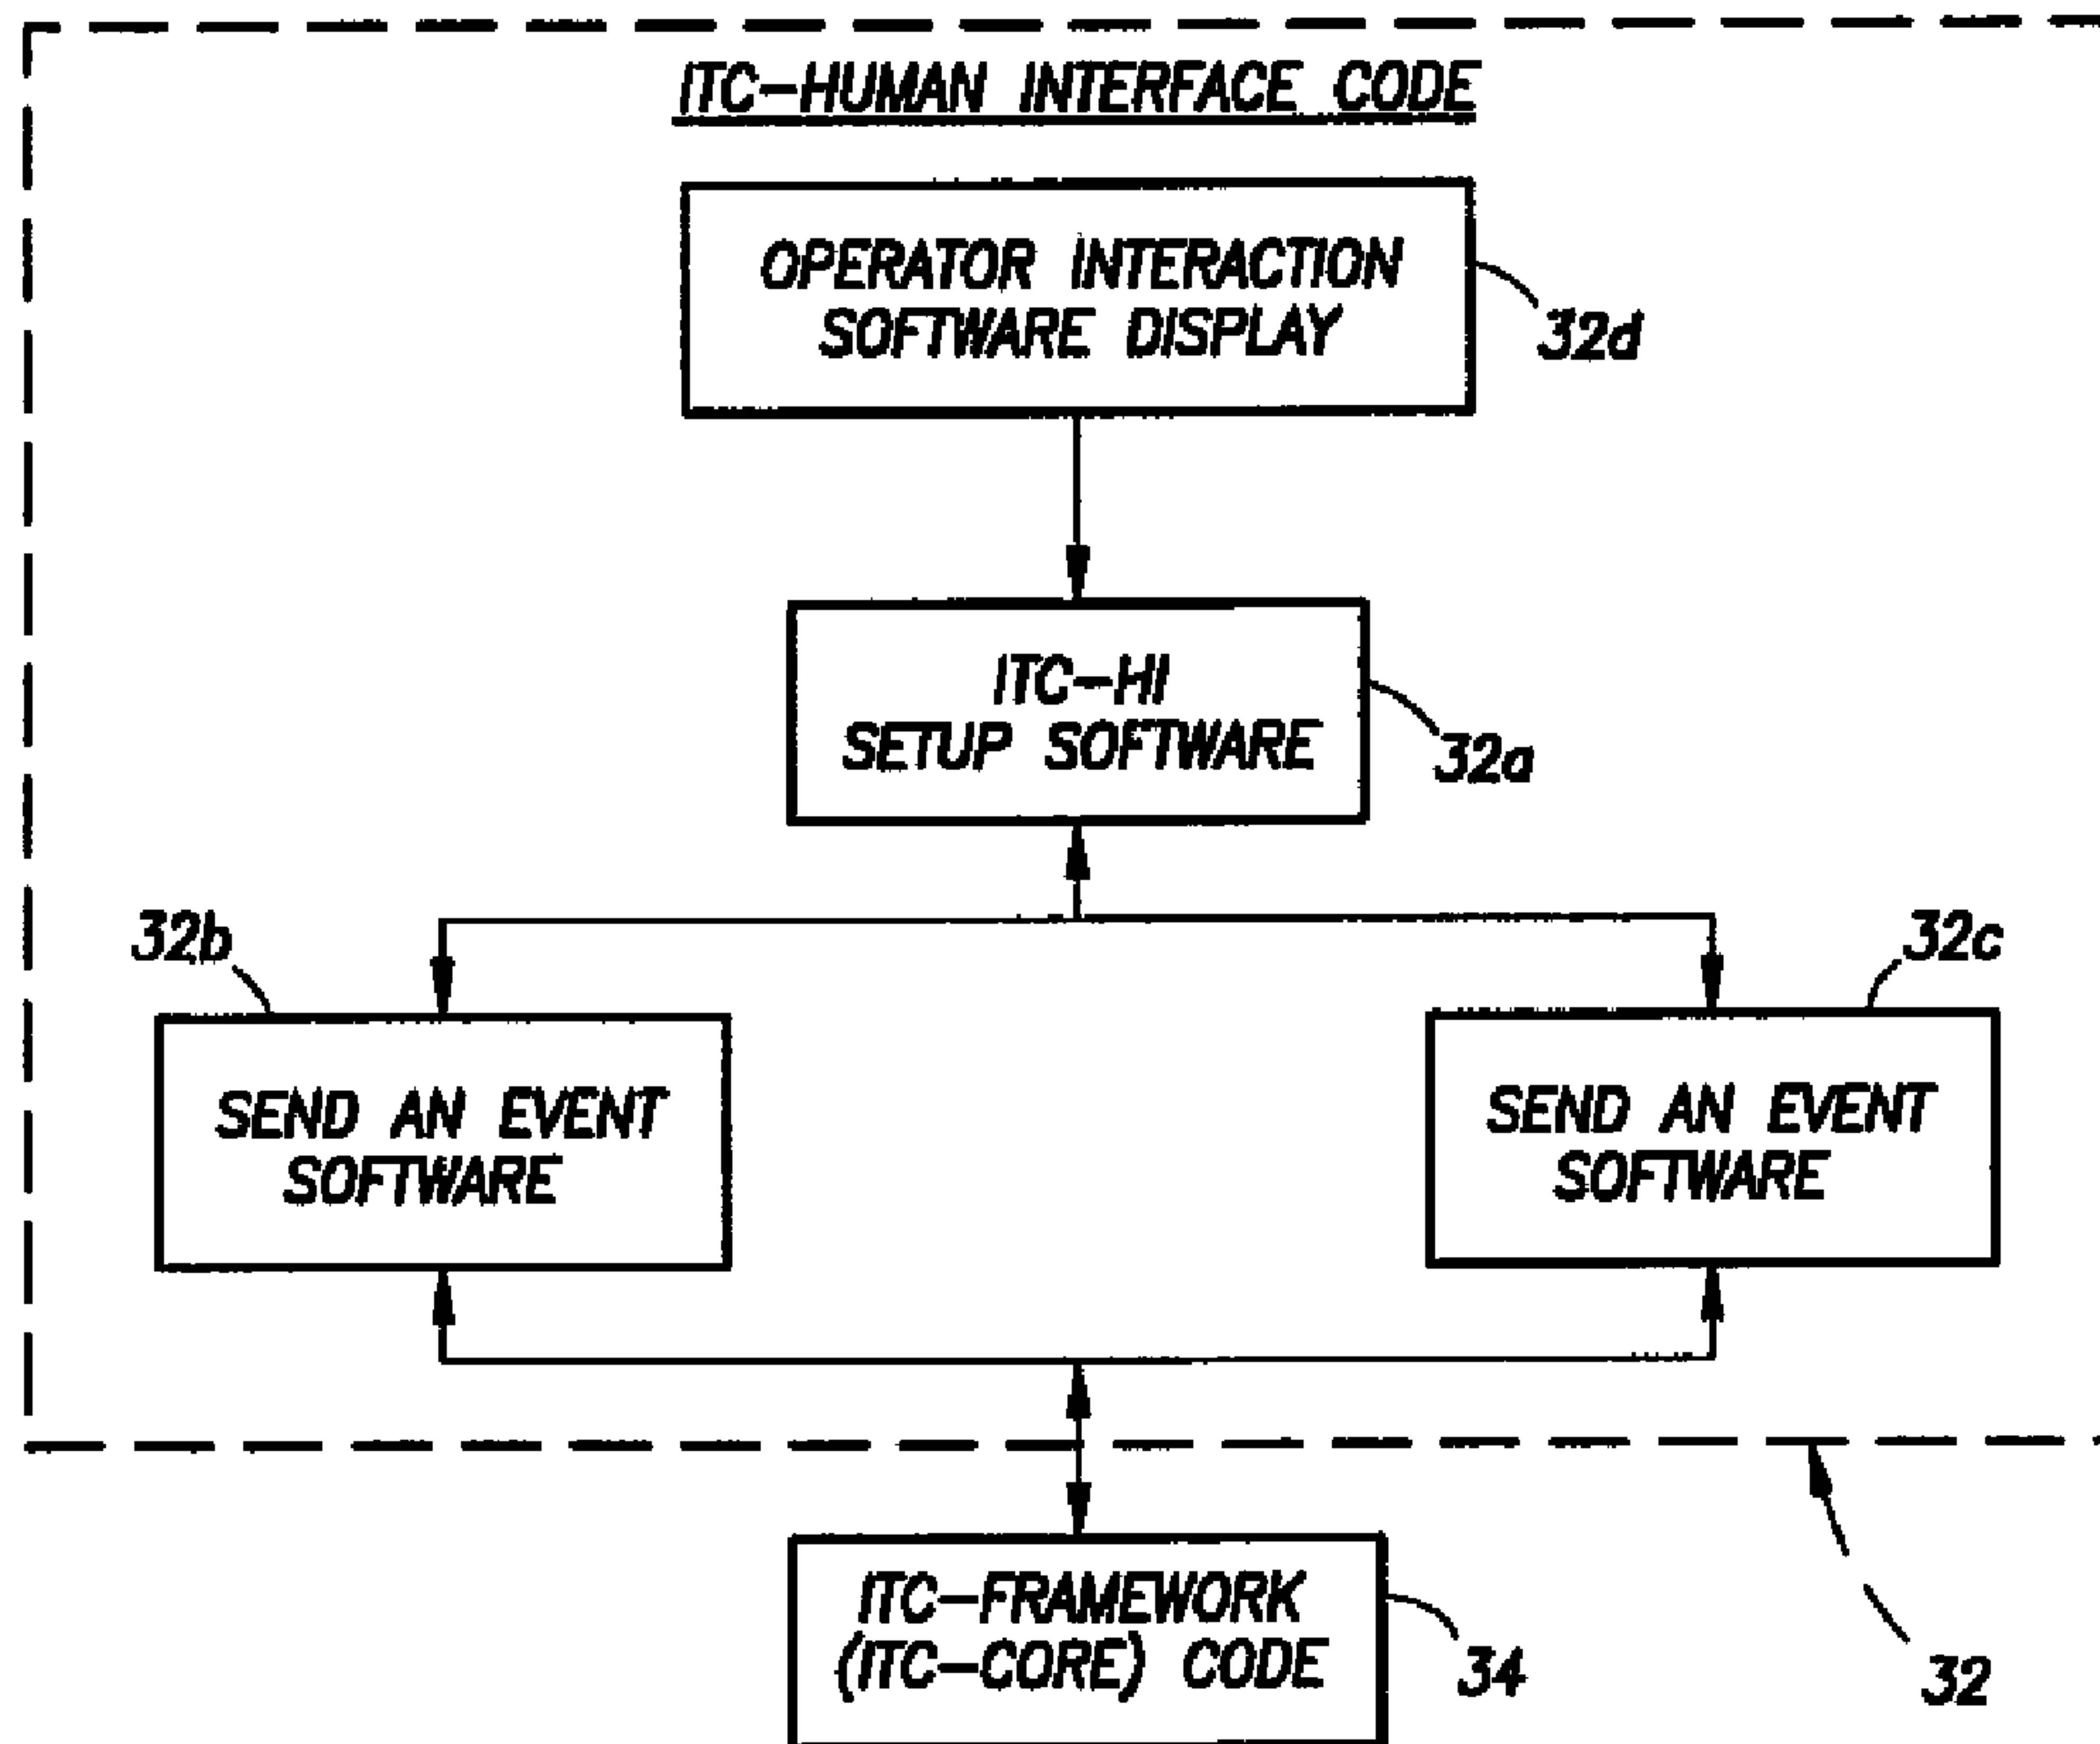 ITC-HUMAN INTERFACE CODE
OPERATOR INTERACTION
SOFTWARE DISPLAY
32d
ITC-HI
SETUP SOFTWARE
32a
32b
32c
SEND AN EVENT
SOFTWARE
SEND AN EVENT
SOFTWARE
ITC-FRAMEWORK
(ITC-CORE) CODE
34
32